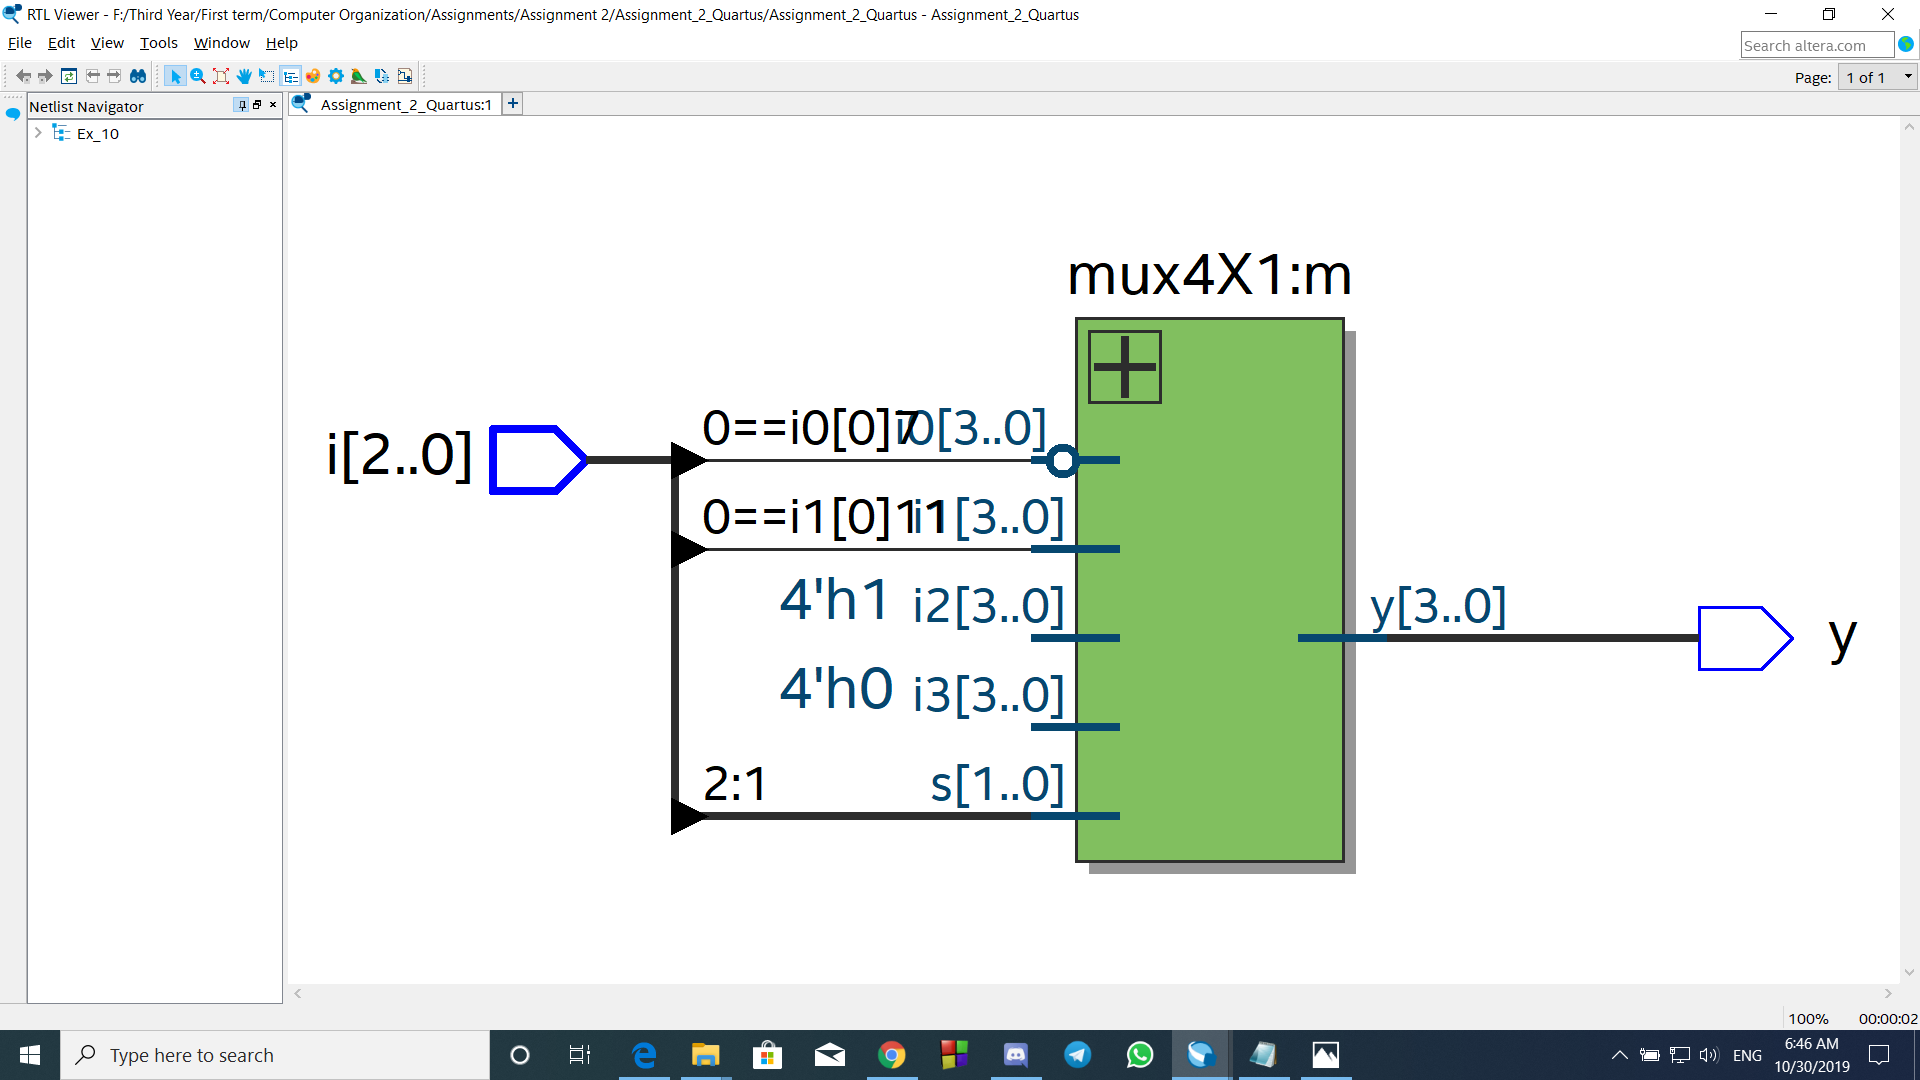 RTL Viewer - F:/Third Year/First term/Computer Organization/Assignments/Assignment 2/Assignment_2_Quartus/Assignment_2_Quartus - Assignment_2_Quartus
File Edit View Tools Window Help
Search altera.com
Page: 1 of 1
Netlist Navigator
Assignment_2_Quartus:1
Ex_10
mux4X1:m
0==i0[0] i0[3..0]
i[2..0]
0==i1[0] i1[3..0]
4'h1 i2[3..0]
y[3..0]
y
4'h0 i3[3..0]
2:1 s[1..0]
100% 00:00:02
Type here to search
ENG
6:46 AM
10/30/2019